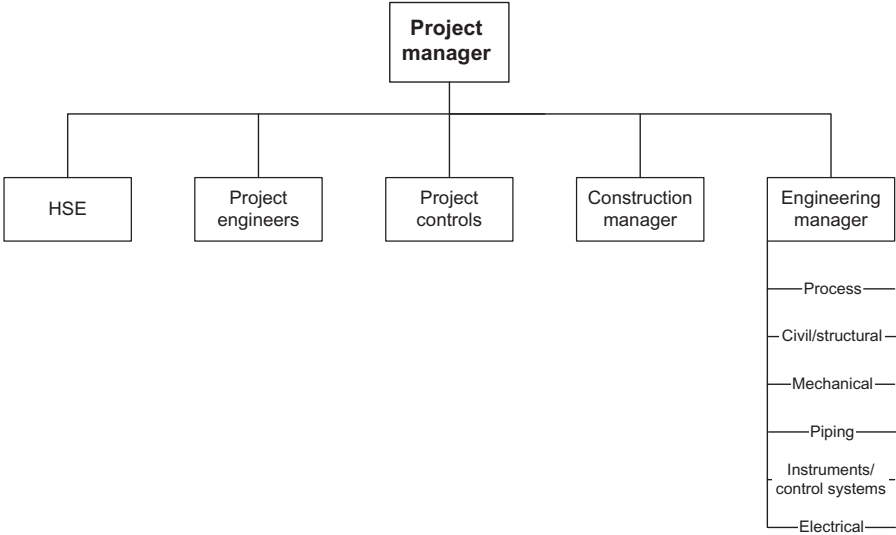 Project
manager
HSE
Project
engineers
Project
controls
Construction
manager
Engineering
manager
Process
Civil/structural
Mechanical
Piping
Instruments/
control systems
Electrical